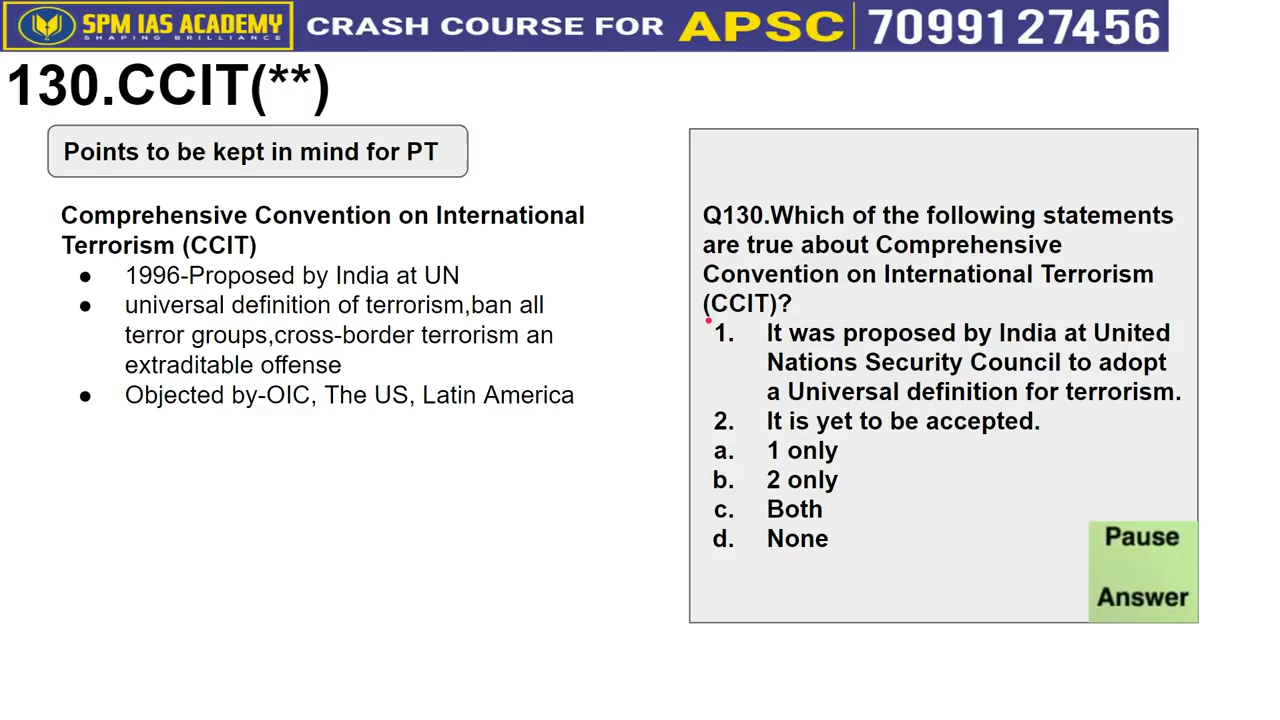 SPM IAS ACADEMY
SHAPING BRILLIANCE
CRASH COURSE FOR APSC 70991 27456
130.CCIT(**)
Points to be kept in mind for PT
Comprehensive Convention on International
Terrorism (CCIT)
● 1996-Proposed by India at UN
● universal definition of terrorism,ban all
terror groups,cross-border terrorism an
extraditable offense
● Objected by-OIC, The US, Latin America
Q130.Which of the following statements
are true about Comprehensive
Convention on International Terrorism
(CCIT)?
1. It was proposed by India at United
Nations Security Council to adopt
a Universal definition for terrorism.
2. It is yet to be accepted.
a. 1 only
b. 2 only
c. Both
d. None
Pause
Answer